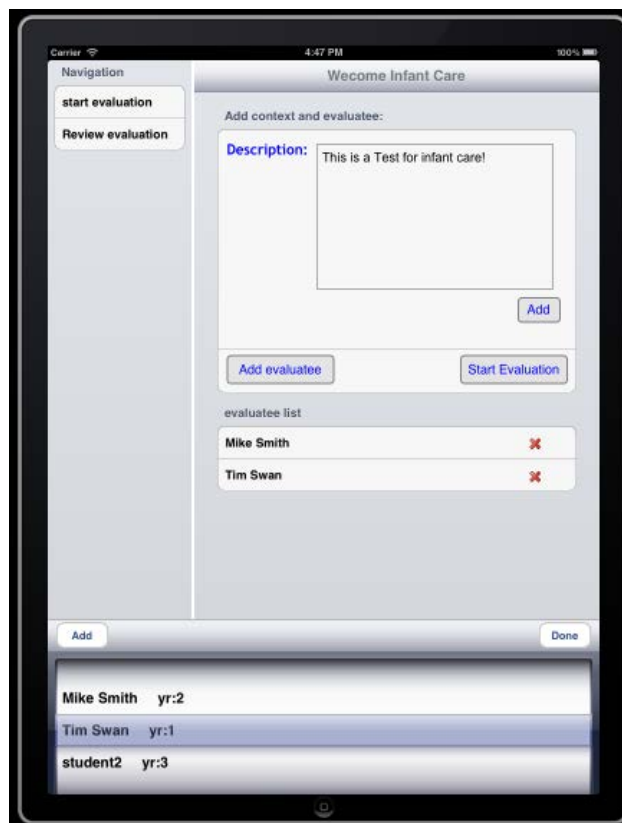 Carrier 4:47 PM 100%
Navigation
Wecome Infant Care
start evaluation
Review evaluation
Add context and evaluatee:
Description:
This is a Test for infant care!
Add
Add evaluatee
Start Evaluation
evaluatee list
Mike Smith
Tim Swan
Add
Done
Mike Smith yr:2
Tim Swan yr:1
student2 yr:3